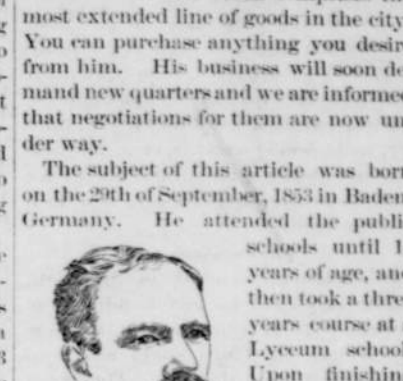 most extended line of goods in the city
You can purchase anything you desir
from him. His business will soon de
mand new quarters and we are informed
that negotiations for them are now un
der way.
The subject of this article was born
on the 29th of September, 1853 in Baden
Germany. He attended the publi
schools until 1
years of age, and
then took a thre
years course at
Lyceum school
Upon finishing